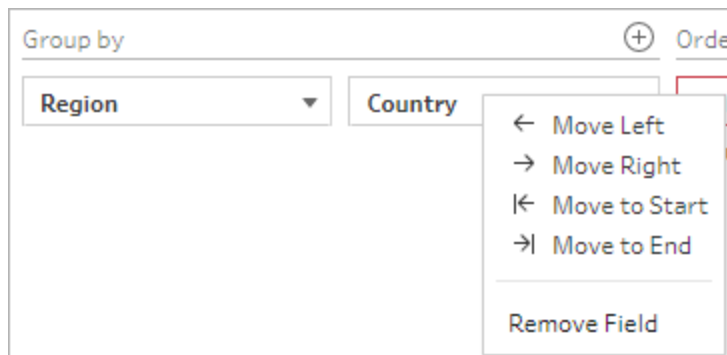 Group by
Orde
Region
Country
Move Left
Move Right
Move to Start
Move to End
Remove Field